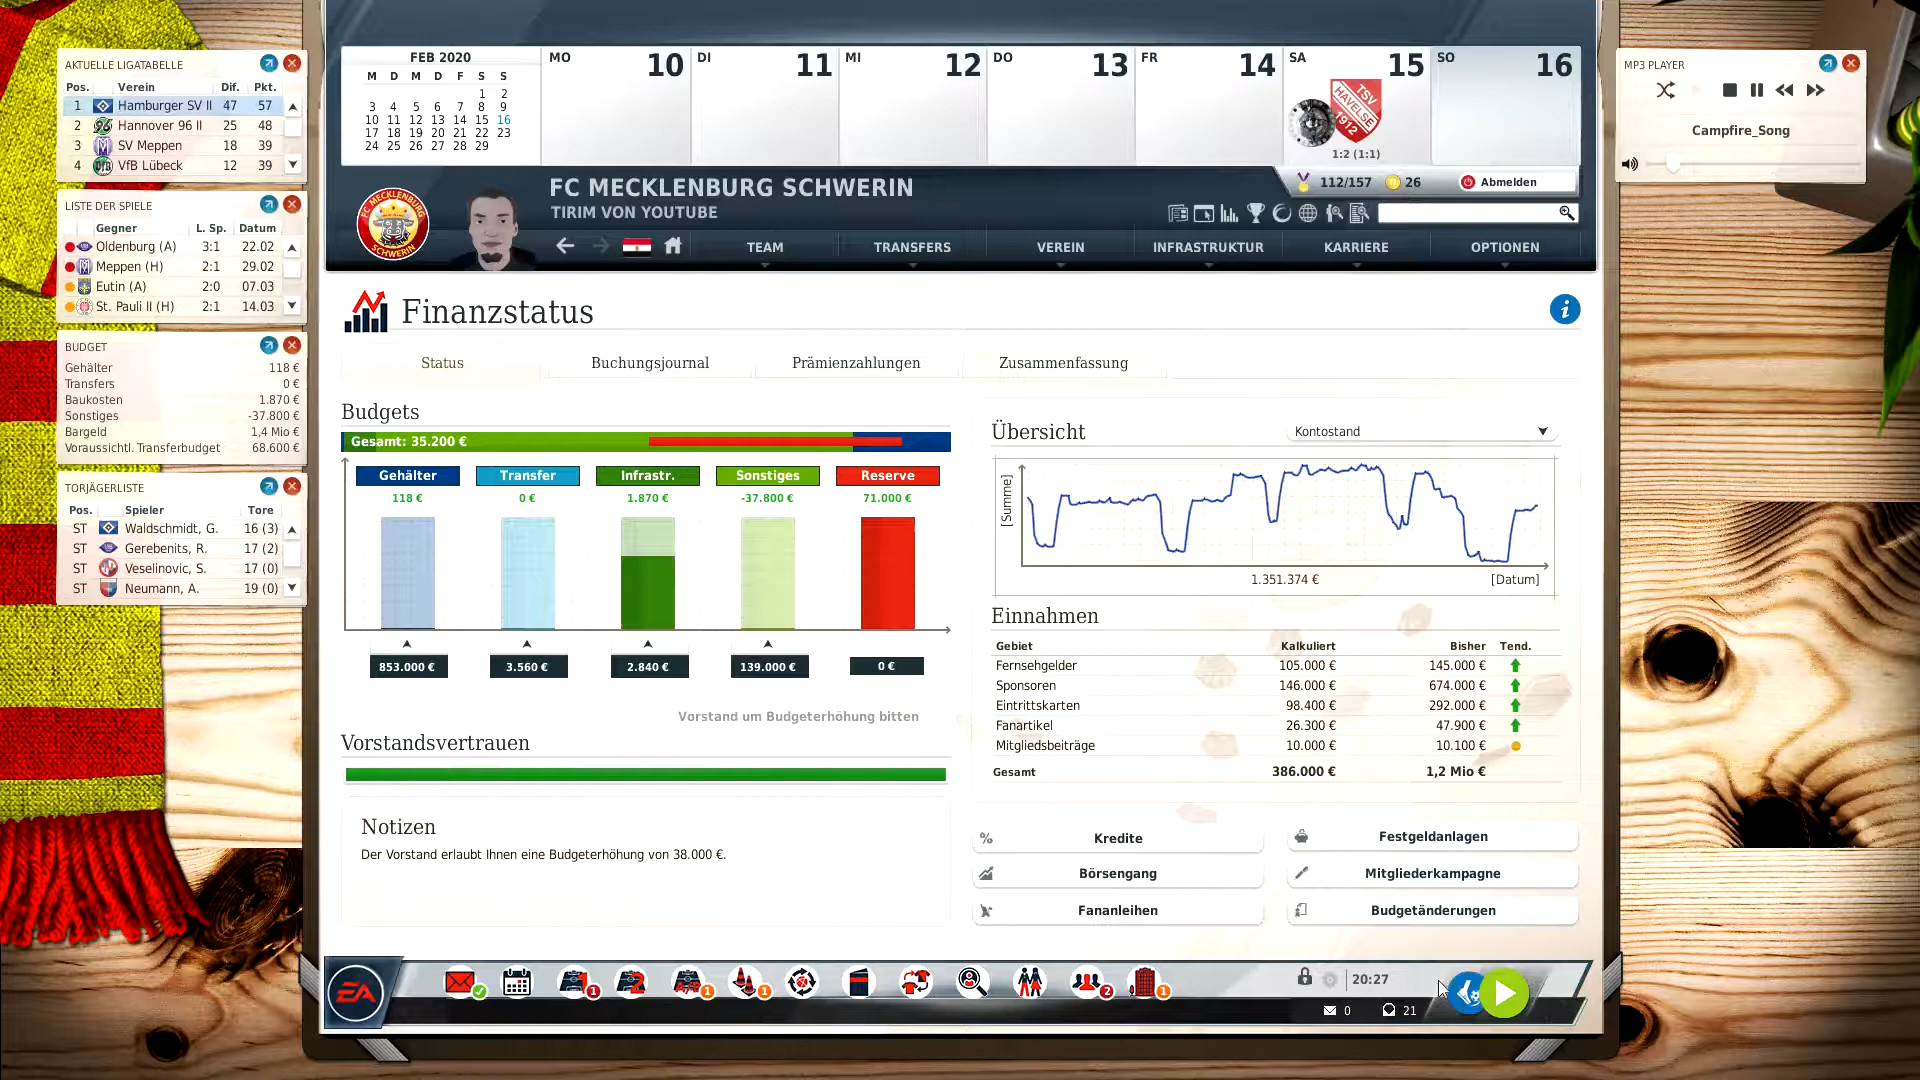 AKTUELLE LIGATABELLE
Pos. Verein Dif. Pkt.
1 Hamburger SV II 47 57
2 Hannover 96 II 25 48
3 SV Meppen 18 39
4 VfB Lübeck 12 39
LISTE DER SPIELE
Gegner L. Sp. Datum
Oldenburg (A) 3:1 22.02
Meppen (H) 2:1 29.02
Eutin (A) 2:0 07.03
St. Pauli II (H) 2:1 14.03
BUDGET
Gehälter 118 €
Transfers 0 €
Baukosten 1.870 €
Sonstiges -37.800 €
Bargeld 1,4 Mio €
Voraussichtl. Transferbudget 68.600 €
TORJÄGERLISTE
Pos. Spieler Tore
ST Waldschmidt, G. 16 (3)
ST Gerebenits, R. 17 (2)
ST Veselinovic, S. 17 (0)
ST Neumann, A. 19 (0)
FEB 2020
M D M D F S S
1 2
3 4 5 6 7 8 9
10 11 12 13 14 15 16
17 18 19 20 21 22 23
24 25 26 27 28 29
MO 10 DI 11 MI 12 DO 13 FR 14 SA 15 SO 16
TSV HAVELSE 1912
1:2 (1:1)
FC MECKLENBURG SCHWERIN
TIRIM VON YOUTUBE
FC MECKLENBURG SCHWERIN
112/157 26 Abmelden
TEAM TRANSFERS VEREIN INFRASTRUKTUR KARRIERE OPTIONEN
MP3 PLAYER
Campfire_Song
Finanzstatus
Status Buchungsjournal Prämienzahlungen Zusammenfassung
Budgets
Gesamt: 35.200 €
Gehälter Transfer Infrastr. Sonstiges Reserve
118 € 0 € 1.870 € -37.800 € 71.000 €
853.000 € 3.560 € 2.840 € 139.000 € 0 €
Vorstand um Budgeterhöhung bitten
Vorstandsvertrauen
Notizen
Der Vorstand erlaubt Ihnen eine Budgeterhöhung von 38.000 €.
Übersicht Kontostand
[Summe]
1.351.374 € [Datum]
Einnahmen
Gebiet Kalkuliert Bisher Tend.
Fernsehgelder 105.000 € 145.000 €
Sponsoren 146.000 € 674.000 €
Eintrittskarten 98.400 € 292.000 €
Fanartikel 26.300 € 47.900 €
Mitgliedsbeiträge 10.000 € 10.100 €
Gesamt 386.000 € 1,2 Mio €
% Kredite Festgeldanlagen
Börsengang Mitgliederkampagne
Fananleihen Budgetänderungen
EA
1 2 A/B 1 1 2 1
20:27
0 21